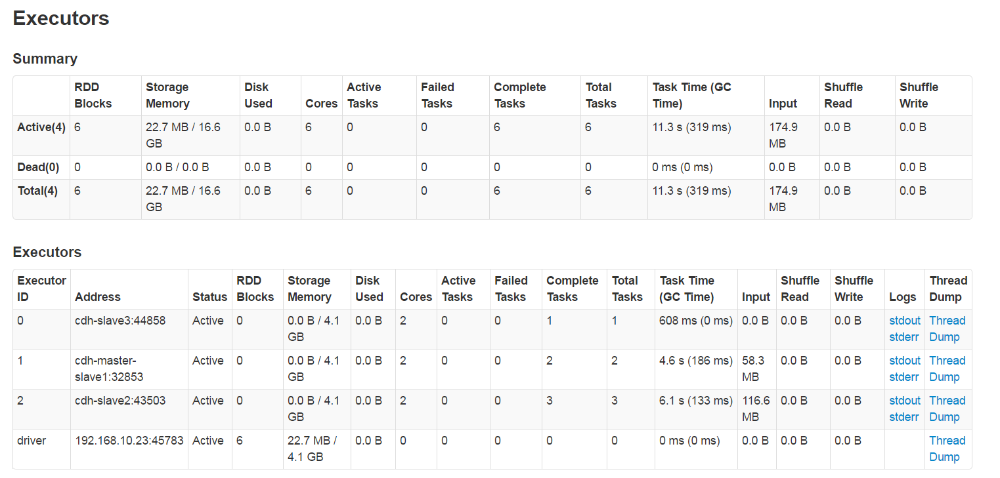 Executors
Summary
RDD Blocks Storage Memory Disk Used Cores Active Tasks Failed Tasks Complete Tasks Total Tasks Task Time (GC Time) Input Shuffle Read Shuffle Write
Active(4) 6 22.7 MB / 16.6 GB 0.0 B 6 0 0 6 6 11.3 s (319 ms) 174.9 MB 0.0 B 0.0 B
Dead(0) 0 0.0 B / 0.0 B 0.0 B 0 0 0 0 0 0 ms (0 ms) 0.0 B 0.0 B 0.0 B
Total(4) 6 22.7 MB / 16.6 GB 0.0 B 6 0 0 6 6 11.3 s (319 ms) 174.9 MB 0.0 B 0.0 B
Executors
Executor ID Address Status RDD Blocks Storage Memory Disk Used Cores Active Tasks Failed Tasks Complete Tasks Total Tasks Task Time (GC Time) Input Shuffle Read Shuffle Write Logs Thread Dump
0 cdh-slave3:44858 Active 0 0.0 B / 4.1 GB 0.0 B 2 0 0 1 1 608 ms (0 ms) 0.0 B 0.0 B 0.0 B stdout stderr Thread Dump
1 cdh-master-slave1:32853 Active 0 0.0 B / 4.1 GB 0.0 B 2 0 0 2 2 4.6 s (186 ms) 58.3 MB 0.0 B 0.0 B stdout stderr Thread Dump
2 cdh-slave2:43503 Active 0 0.0 B / 4.1 GB 0.0 B 2 0 0 3 3 6.1 s (133 ms) 116.6 MB 0.0 B 0.0 B stdout stderr Thread Dump
driver 192.168.10.23:45783 Active 6 22.7 MB / 4.1 GB 0.0 B 0 0 0 0 0 0 ms (0 ms) 0.0 B 0.0 B 0.0 B Thread Dump